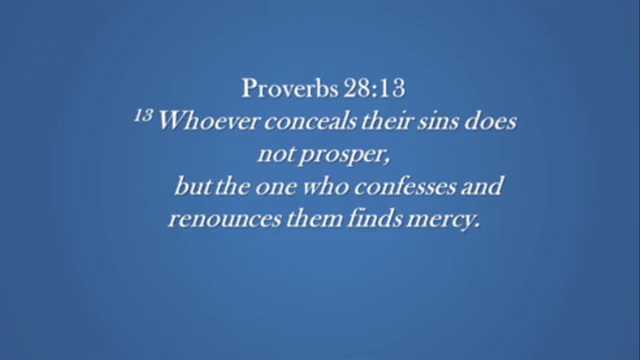 Proverbs 28:13
13 Whoever conceals their sins does
not prosper,
but the one who confesses and
renounces them finds mercy.